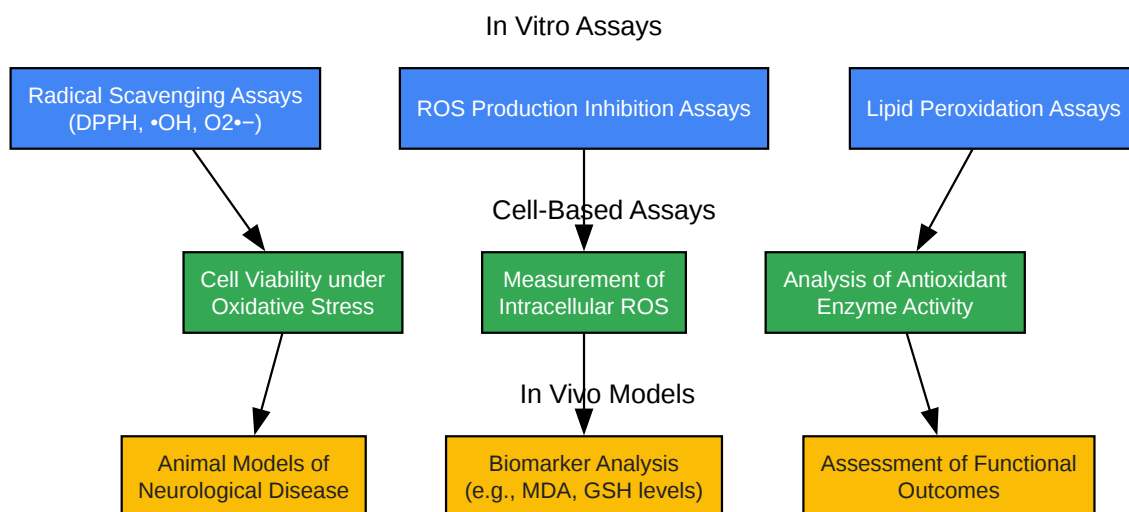 In Vitro Assays
Radical Scavenging Assays
(DPPH, •OH, O2•−)
ROS Production Inhibition Assays
Lipid Peroxidation Assays
Cell-Based Assays
Cell Viability under
Oxidative Stress
Measurement of
Intracellular ROS
Analysis of Antioxidant
Enzyme Activity
In Vivo Models
Animal Models of
Neurological Disease
Biomarker Analysis
(e.g., MDA, GSH levels)
Assessment of Functional
Outcomes